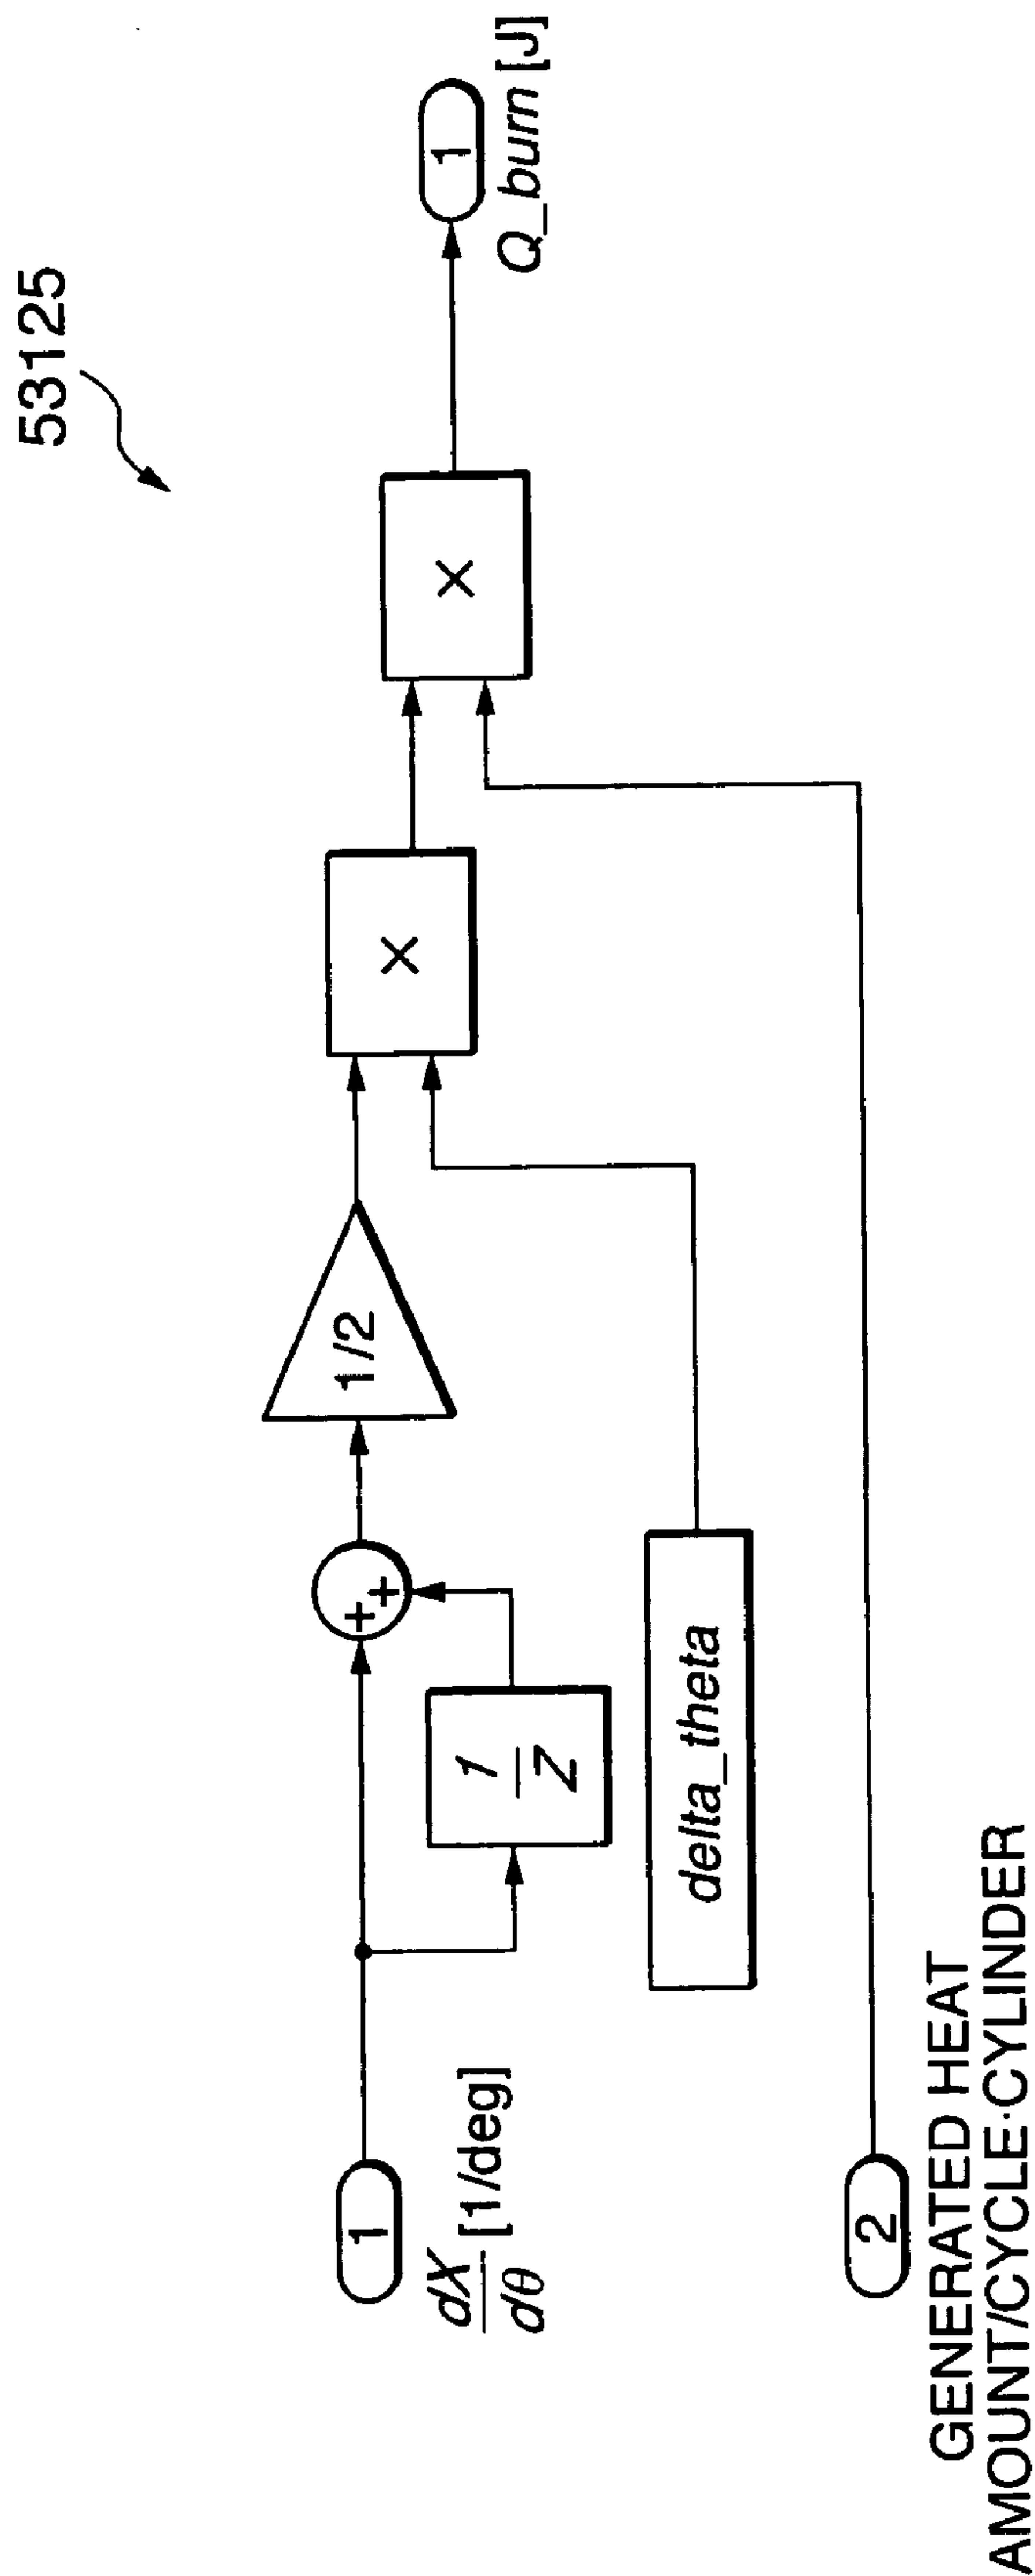 53125
1
dX
dθ
[1/deg]
1
Z
+
+
1/2
×
×
1
Q_burn [J]
delta_theta
2
GENERATED HEAT
AMOUNT/CYCLE·CYLINDER